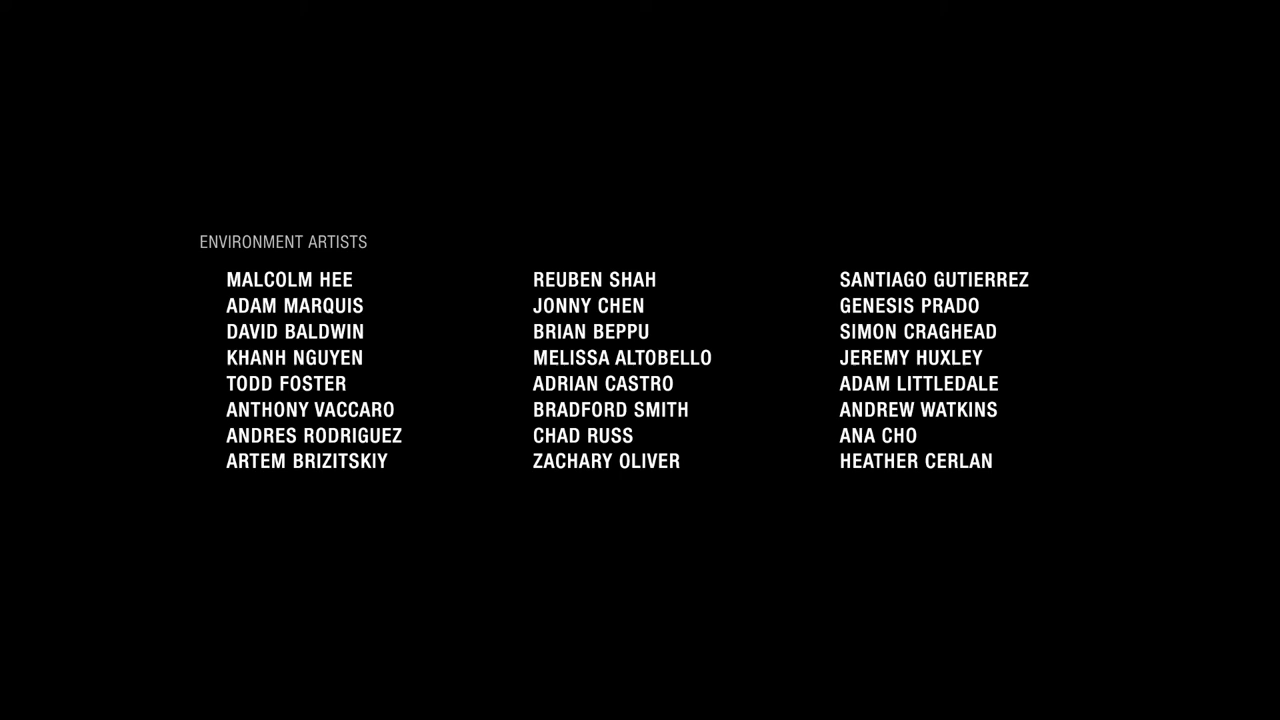 ENVIRONMENT ARTISTS
MALCOLM HEE
ADAM MARQUIS
DAVID BALDWIN
KHANH NGUYEN
TODD FOSTER
ANTHONY VACCARO
ANDRES RODRIGUEZ
ARTEM BRIZITSKIY
REUBEN SHAH
JONNY CHEN
BRIAN BEPPU
MELISSA ALTOBELLO
ADRIAN CASTRO
BRADFORD SMITH
CHAD RUSS
ZACHARY OLIVER
SANTIAGO GUTIERREZ
GENESIS PRADO
SIMON CRAGHEAD
JEREMY HUXLEY
ADAM LITTLEDALE
ANDREW WATKINS
ANA CHO
HEATHER CERLAN